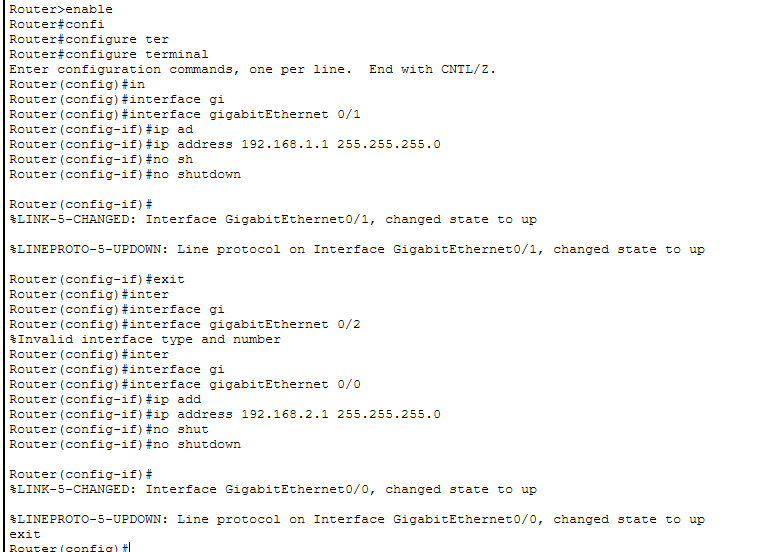 Router>enable
Router#confi
Router#configure ter
Router#configure terminal
Enter configuration commands, one per line.  End with CNTL/Z.
Router(config)#in
Router(config)#interface gi
Router(config)#interface gigabitEthernet 0/1
Router(config-if)#ip ad
Router(config-if)#ip address 192.168.1.1 255.255.255.0
Router(config-if)#no sh
Router(config-if)#no shutdown
Router(config-if)#
%LINK-5-CHANGED: Interface GigabitEthernet0/1, changed state to up
%LINEPROTO-5-UPDOWN: Line protocol on Interface GigabitEthernet0/1, changed state to up
Router(config-if)#exit
Router(config)#inter
Router(config)#interface gi
Router(config)#interface gigabitEthernet 0/2
%Invalid interface type and number
Router(config)#inter
Router(config)#interface gi
Router(config)#interface gigabitEthernet 0/0
Router(config-if)#ip add
Router(config-if)#ip address 192.168.2.1 255.255.255.0
Router(config-if)#no shut
Router(config-if)#no shutdown
Router(config-if)#
%LINK-5-CHANGED: Interface GigabitEthernet0/0, changed state to up
%LINEPROTO-5-UPDOWN: Line protocol on Interface GigabitEthernet0/0, changed state to up
exit
Router(config)#